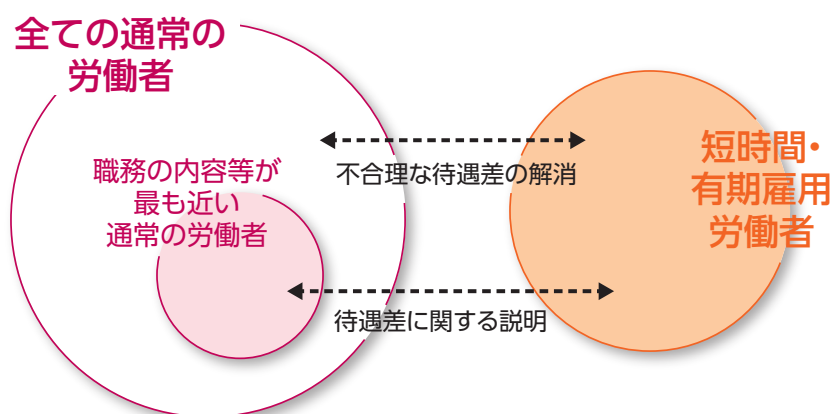 全ての通常の
労働者
職務の内容等が
最も近い
通常の労働者
不合理な待遇差の解消
待遇差に関する説明
短時間・
有期雇用
労働者